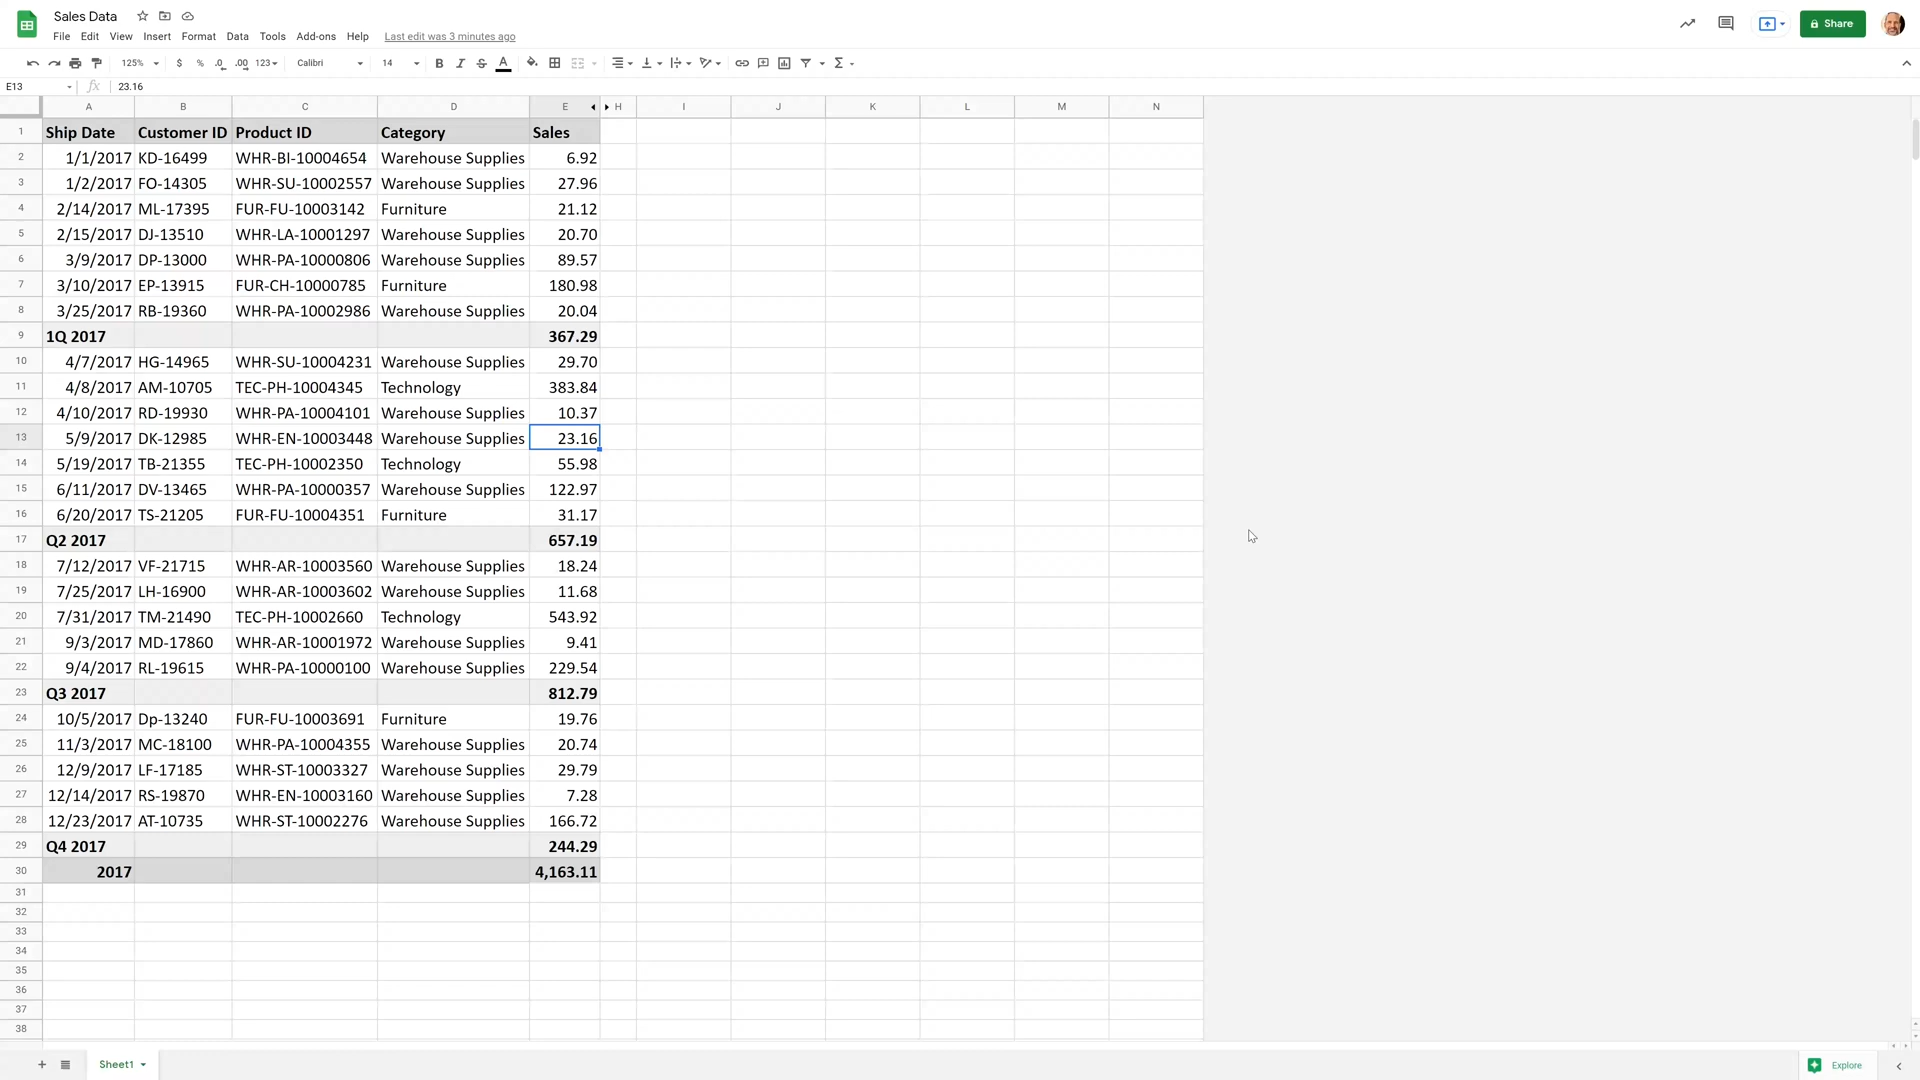 Sales Data
File Edit View Insert Format Data Tools Add-ons Help Last edit was 3 minutes ago
Share
125% $ % .0 .00 123 Calibri 14 B I S A Σ
E13 fx 23.16
A B C D E H I J K L M N
1 Ship Date Customer ID Product ID Category Sales
2 1/1/2017 KD-16499 WHR-BI-10004654 Warehouse Supplies 6.92
3 1/2/2017 FO-14305 WHR-SU-10002557 Warehouse Supplies 27.96
4 2/14/2017 ML-17395 FUR-FU-10003142 Furniture 21.12
5 2/15/2017 DJ-13510 WHR-LA-10001297 Warehouse Supplies 20.70
6 3/9/2017 DP-13000 WHR-PA-10000806 Warehouse Supplies 89.57
7 3/10/2017 EP-13915 FUR-CH-10000785 Furniture 180.98
8 3/25/2017 RB-19360 WHR-PA-10002986 Warehouse Supplies 20.04
9 1Q 2017 367.29
10 4/7/2017 HG-14965 WHR-SU-10004231 Warehouse Supplies 29.70
11 4/8/2017 AM-10705 TEC-PH-10004345 Technology 383.84
12 4/10/2017 RD-19930 WHR-PA-10004101 Warehouse Supplies 10.37
13 5/9/2017 DK-12985 WHR-EN-10003448 Warehouse Supplies 23.16
14 5/19/2017 TB-21355 TEC-PH-10002350 Technology 55.98
15 6/11/2017 DV-13465 WHR-PA-10000357 Warehouse Supplies 122.97
16 6/20/2017 TS-21205 FUR-FU-10004351 Furniture 31.17
17 Q2 2017 657.19
18 7/12/2017 VF-21715 WHR-AR-10003560 Warehouse Supplies 18.24
19 7/25/2017 LH-16900 WHR-AR-10003602 Warehouse Supplies 11.68
20 7/31/2017 TM-21490 TEC-PH-10002660 Technology 543.92
21 9/3/2017 MD-17860 WHR-AR-10001972 Warehouse Supplies 9.41
22 9/4/2017 RL-19615 WHR-PA-10000100 Warehouse Supplies 229.54
23 Q3 2017 812.79
24 10/5/2017 Dp-13240 FUR-FU-10003691 Furniture 19.76
25 11/3/2017 MC-18100 WHR-PA-10004355 Warehouse Supplies 20.74
26 12/9/2017 LF-17185 WHR-ST-10003327 Warehouse Supplies 29.79
27 12/14/2017 RS-19870 WHR-EN-10003160 Warehouse Supplies 7.28
28 12/23/2017 AT-10735 WHR-ST-10002276 Warehouse Supplies 166.72
29 Q4 2017 244.29
30 2017 4,163.11
31
32
33
34
35
36
37
38
Sheet1 Explore